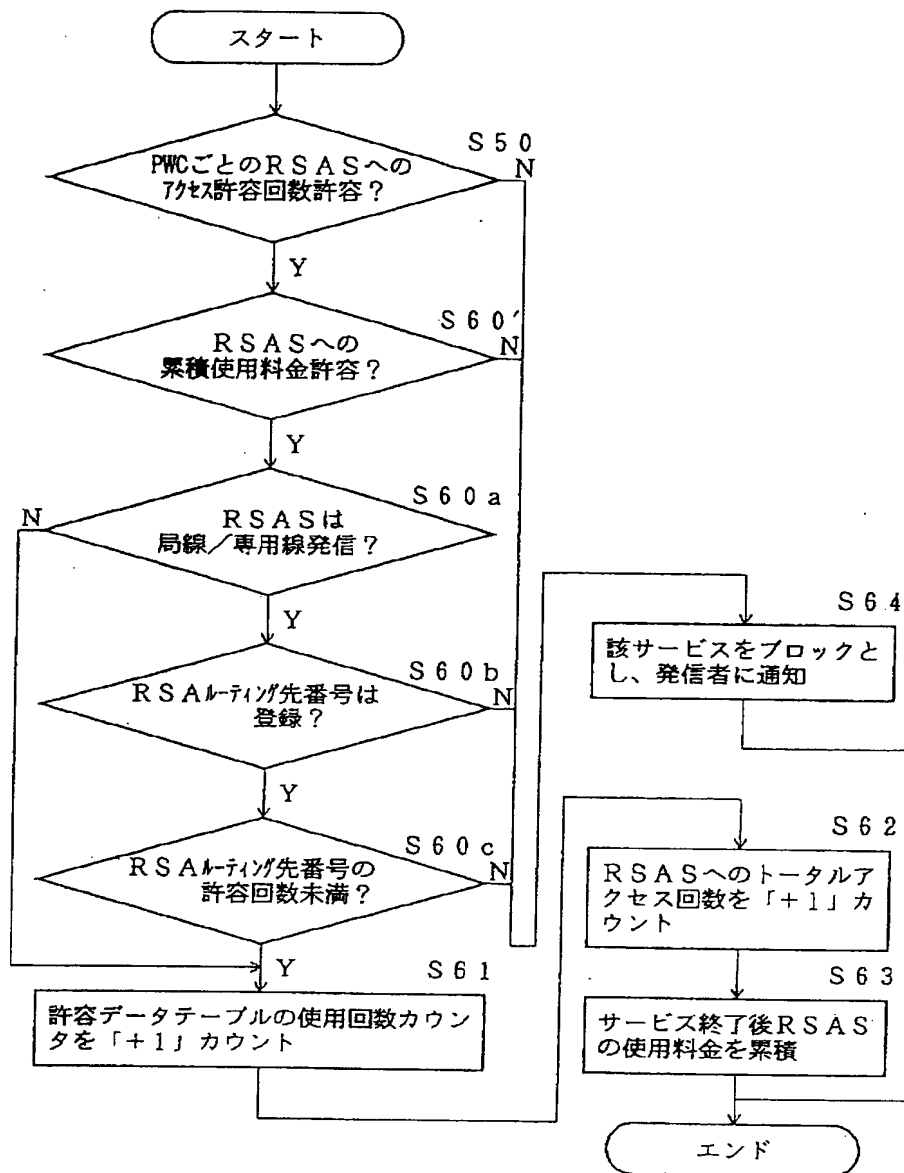 スタート
S50
PWCごとのRSASへの
アクセス許容回数許容？
N
Y
S60′
RSASへの
累積使用料金許容？
N
Y
S60a
N
RSASは
局線／専用線発信？
Y
S60b
RSAルーティング先番号は
登録？
N
Y
S60c
RSAルーティング先番号の
許容回数未満？
N
Y
S61
許容データテーブルの使用回数カウン
タを「+1」カウント
S64
該サービスをブロックと
し、発信者に通知
S62
RSASへのトータルア
クセス回数を「+1」カ
ウント
S63
サービス終了後RSAS
の使用料金を累積
エンド